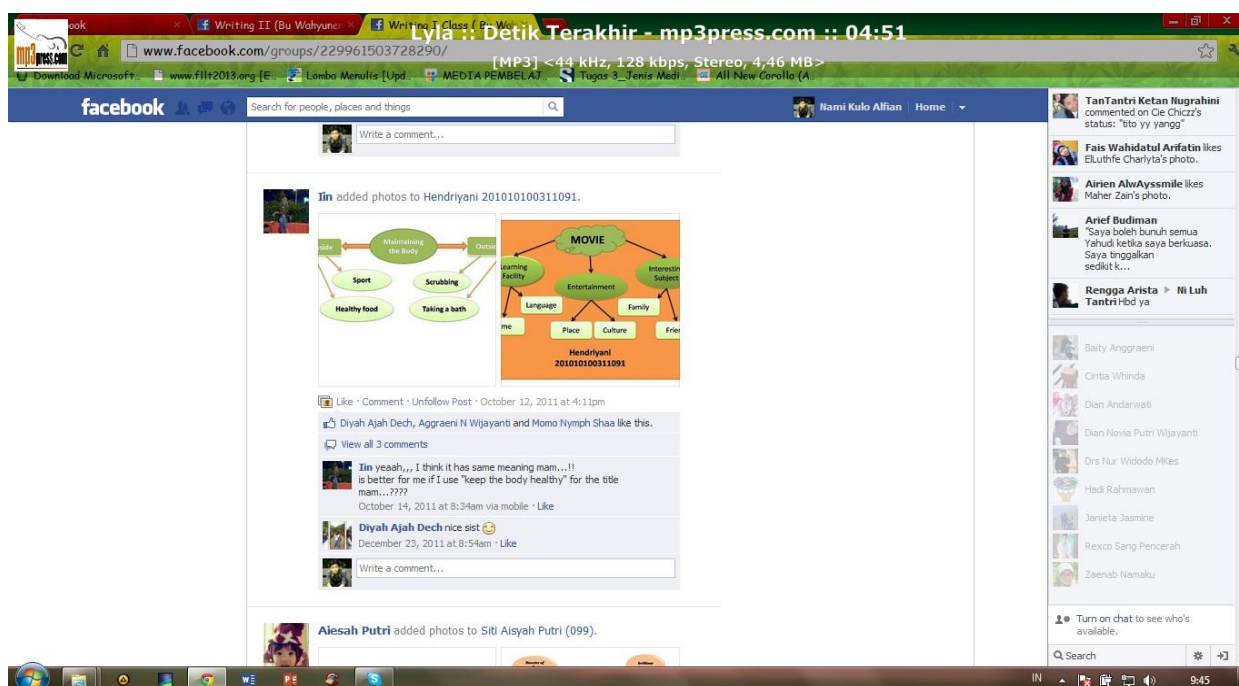 ook
Writing II (Bu Wahyuner
Writing I Class ( Bu Wah
Lyla :: Detik Terakhir - mp3press.com :: 04:51
[MP3] <44 kHz, 128 kbps, Stereo, 4,46 MB>
mp3press.com
www.facebook.com/groups/229961503728290/
Download Microsoft..
www.fllt2013.org [E..
Lomba Menulis [Upd..
MEDIA PEMBELAJ..
Tugas 3_Jenis Medi..
All New Corolla (A..
facebook
Search for people, places and things
Nami Kulo Alfian
Home
Write a comment...
Iin added photos to Hendriyani 201010100311091.
side
Maintaining
the Body
Outsid
Sport
Scrubbing
Healthy food
Taking a bath
MOVIE
Learning
Facility
Entertainment
Interestin
Subject
Language
Family
me
Place
Culture
Frie
Hendriyani
201010100311091
Like · Comment · Unfollow Post · October 12, 2011 at 4:11pm
Diyah Ajah Dech, Aggraeni N Wijayanti and Momo Nymph Shaa like this.
View all 3 comments
Iin yeaah,,, I think it has same meaning mam...!!
is better for me if I use "keep the body healthy" for the title
mam...????
October 14, 2011 at 8:34am via mobile · Like
Diyah Ajah Dech nice sist
December 23, 2011 at 8:54am · Like
Write a comment...
Aiesah Putri added photos to Siti Aisyah Putri (099).
TanTantri Ketan Nugrahini
commented on Cie Chiczz's
status: "tito yy yangg"
Fais Wahidatul Arifatin likes
ElLuthfe Charlyta's photo.
Airien AlwAyssmile likes
Maher Zain's photo.
Arief Budiman
"Saya boleh bunuh semua
Yahudi ketika saya berkuasa.
Saya tinggalkan
sedikit k...
Rengga Arista ▶ Ni Luh
Tantri Hbd ya
Baity Anggraeni
Cintia Whinda
Dian Andarwati
Dian Novia Putri Wijayanti
Drs Nur Widodo MKes
Hadi Rahmawan
Janieta Jasmine
Rexco Sang Pencerah
Zaenab Namaku
Turn on chat to see who's
available.
Search
IN
9:45